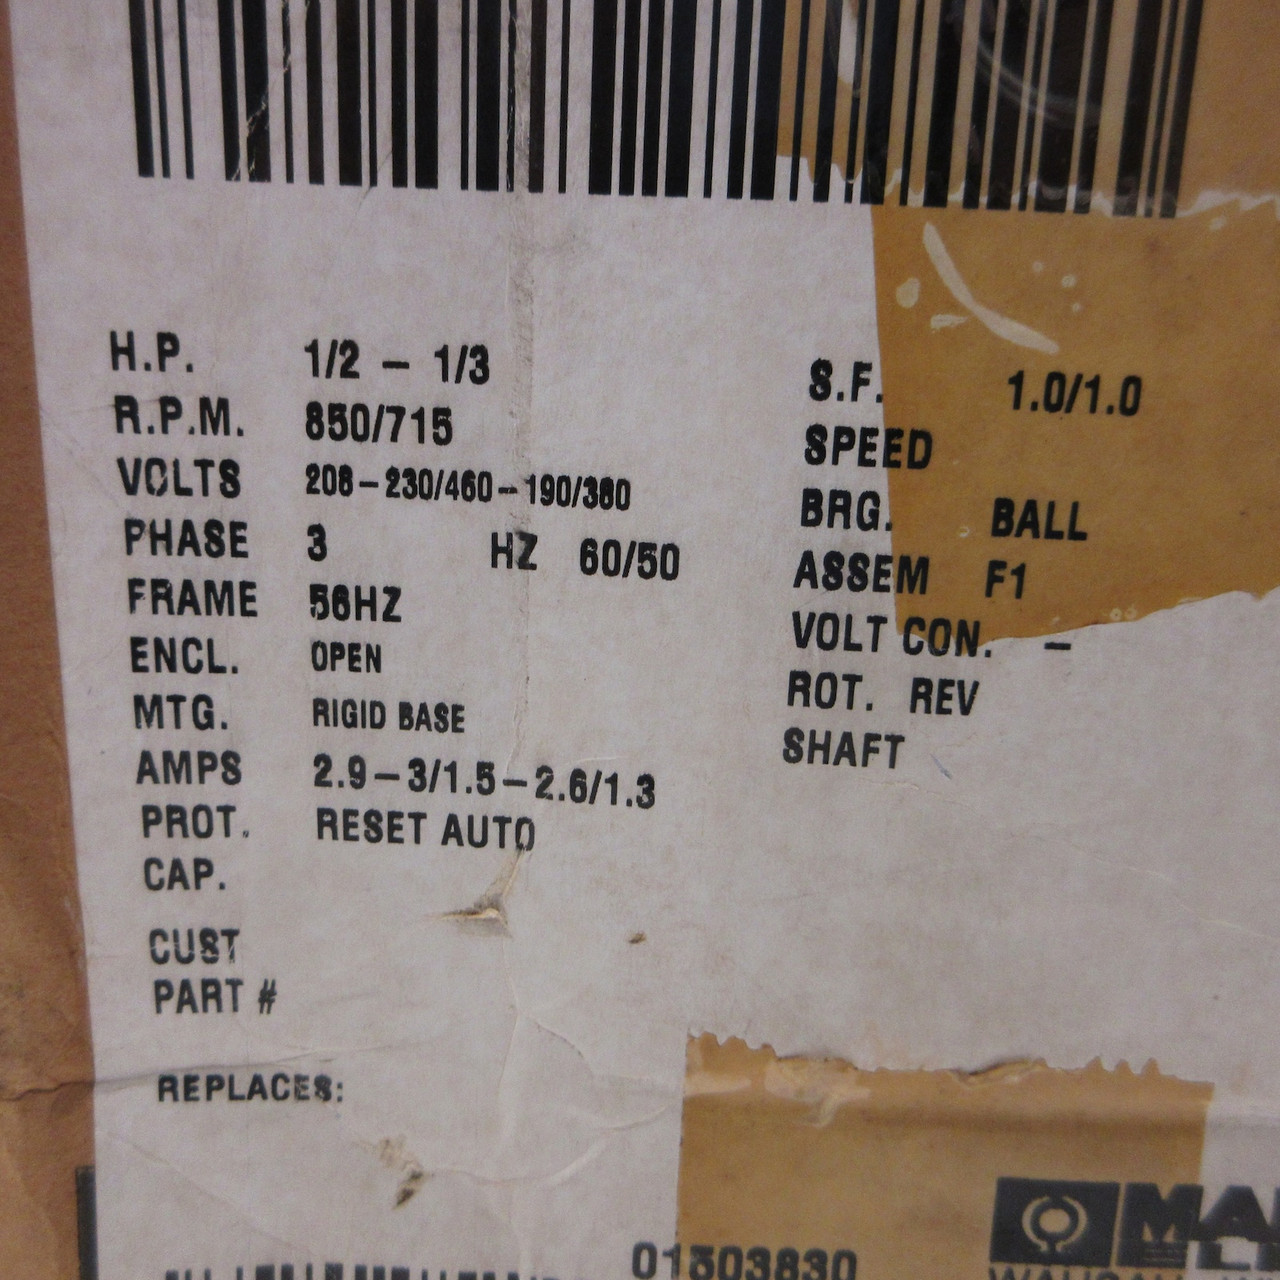 H.P. 1/2 – 1/3
R.P.M. 850/715
VOLTS 208–230/460–190/380
PHASE 3 HZ 60/50
FRAME 56HZ
ENCL. OPEN
MTG. RIGID BASE
AMPS 2.9–3/1.5–2.6/1.3
PROT. RESET AUTO
CAP.
CUST
PART #
REPLACES:
S.F. 1.0/1.0
SPEED
BRG. BALL
ASSEM F1
VOLT CON. –
ROT. REV
SHAFT
01503830